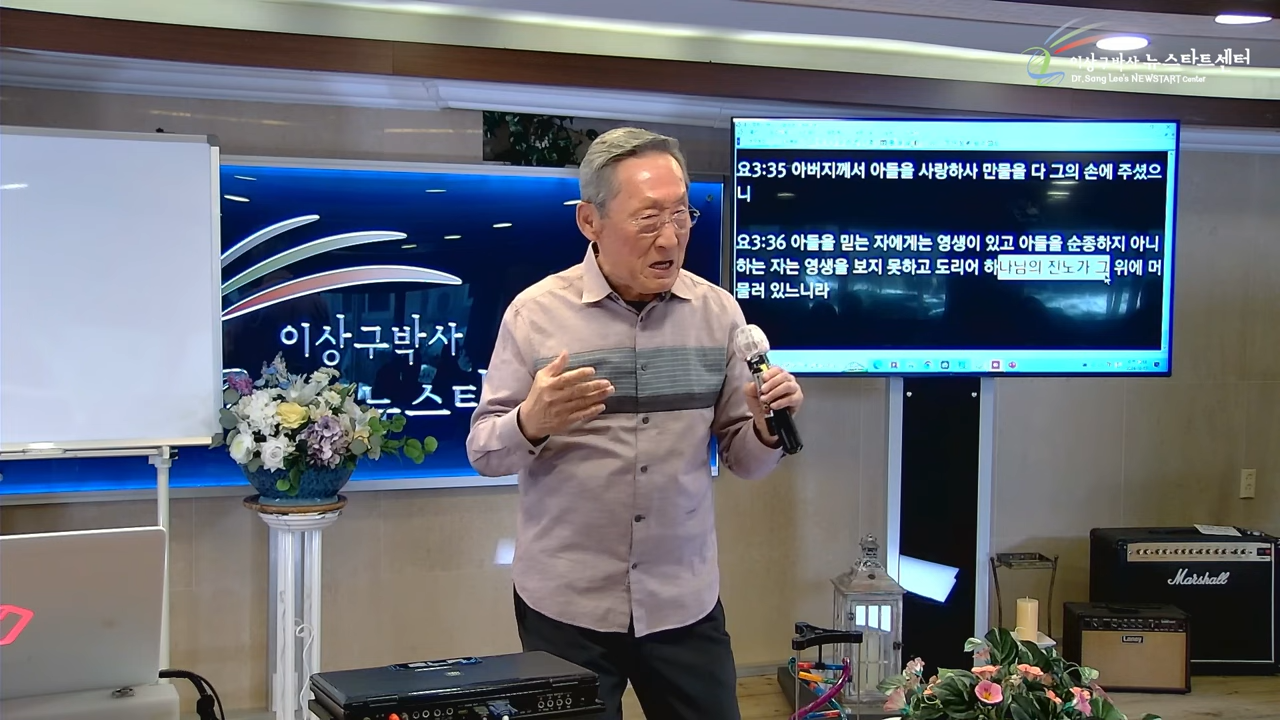 이상구박사 뉴스타트센터
Dr. Sang Lee's NEWSTART Center
요3:35 아버지께서 아들을 사랑하사 만물을 다 그의 손에 주셨으
니
요3:36 아들을 믿는 자에게는 영생이 있고 아들을 순종하지 아니
하는 자는 영생을 보지 못하고 도리어 하나님의 진노가 그 위에 머
물러 있느니라
이상구박사
뉴스타
Marshall
Laney